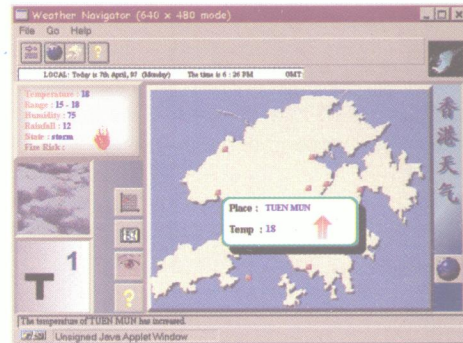 Weather Navigator (640 x 480 mode)
File Go Help
LOCAL: Today is 7th April, 97 (Monday) The time is 6 : 26 PM GMT:
Temperature : 18
Range : 15 - 18
Humidity : 75
Rainfall : 12
State : storm
Fire Risk :
香港天气
Place : TUEN MUN
Temp : 18
T 1
?
The temperature of TUEN MUN has increased.
Unsigned Java Applet Window